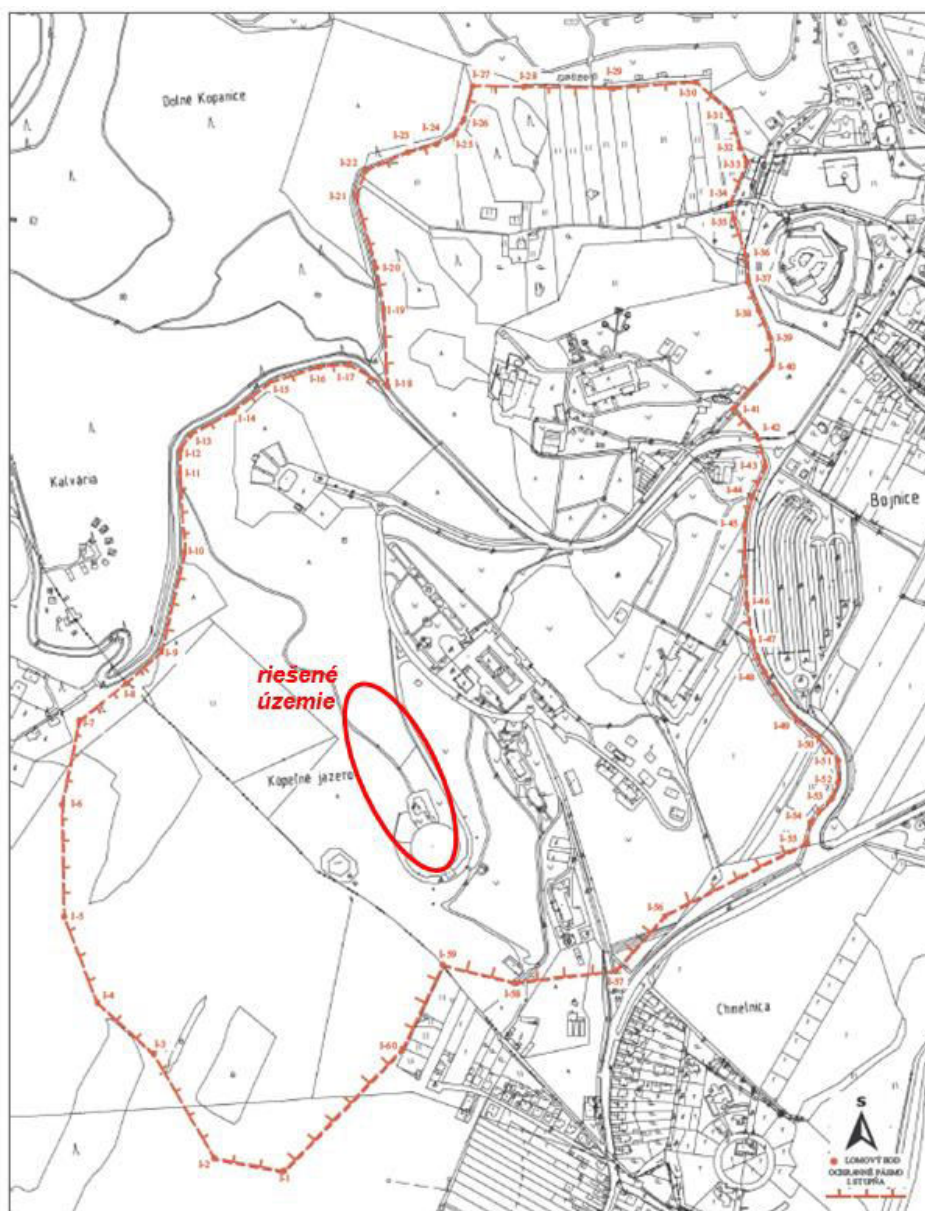 Dolné Kopanice
I-27
I-28
I-29
I-30
I-31
I-32
I-33
I-34
I-35
I-36
I-37
I-38
I-39
I-40
I-41
I-42
I-43
I-44
I-45
I-46
I-47
I-48
I-49
I-50
I-51
I-52
I-53
I-54
I-55
I-56
I-57
I-58
I-59
I-60
I-1
I-2
I-3
I-4
I-5
I-6
I-7
I-8
I-9
I-10
I-11
I-12
I-13
I-14
I-15
I-16
I-17
I-18
I-19
I-20
I-21
I-22
I-23
I-24
I-25
I-26
Kalvária
Bojnice
riešené
územie
Kúpeľné jazero
Chmelnica
S
LOMOVÝ BOD
OCHRANNÉ PÁSMO
I. STUPŇA